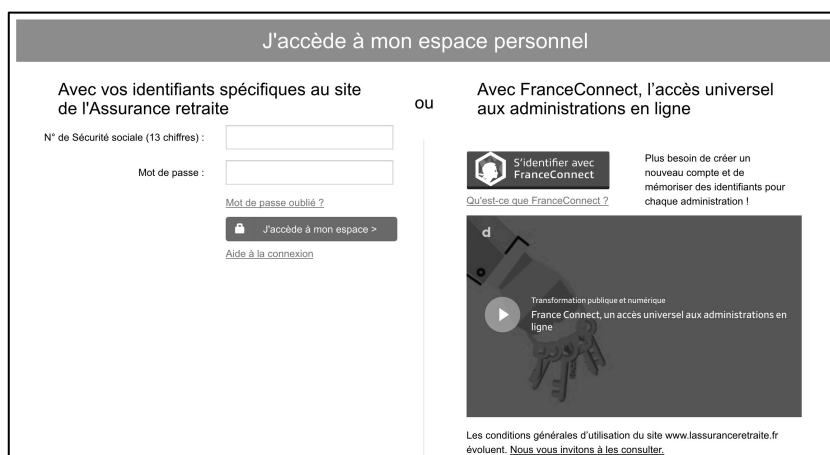 J'accède à mon espace personnel
Avec vos identifiants spécifiques au site
de l'Assurance retraite
N° de Sécurité sociale (13 chiffres) :
Mot de passe :
Mot de passe oublié ?
J'accède à mon espace >
Aide à la connexion
ou
Avec FranceConnect, l’accès universel
aux administrations en ligne
S'identifier avec
FranceConnect
Qu'est-ce que FranceConnect ?
Plus besoin de créer un
nouveau compte et de
mémoriser des identifiants pour
chaque administration !
d
Transformation publique et numérique
France Connect, un accès universel aux administrations en
ligne
Les conditions générales d’utilisation du site www.lassuranceretraite.fr
évoluent. Nous vous invitons à les consulter.